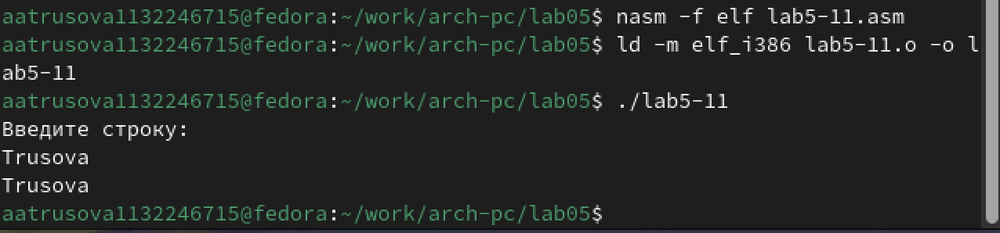 aatrusova1132246715@fedora:~/work/arch-pc/lab05$ nasm -f elf lab5-11.asm
aatrusova1132246715@fedora:~/work/arch-pc/lab05$ ld -m elf_i386 lab5-11.o -o l
ab5-11
aatrusova1132246715@fedora:~/work/arch-pc/lab05$ ./lab5-11
Введите строку:
Trusova
Trusova
aatrusova1132246715@fedora:~/work/arch-pc/lab05$